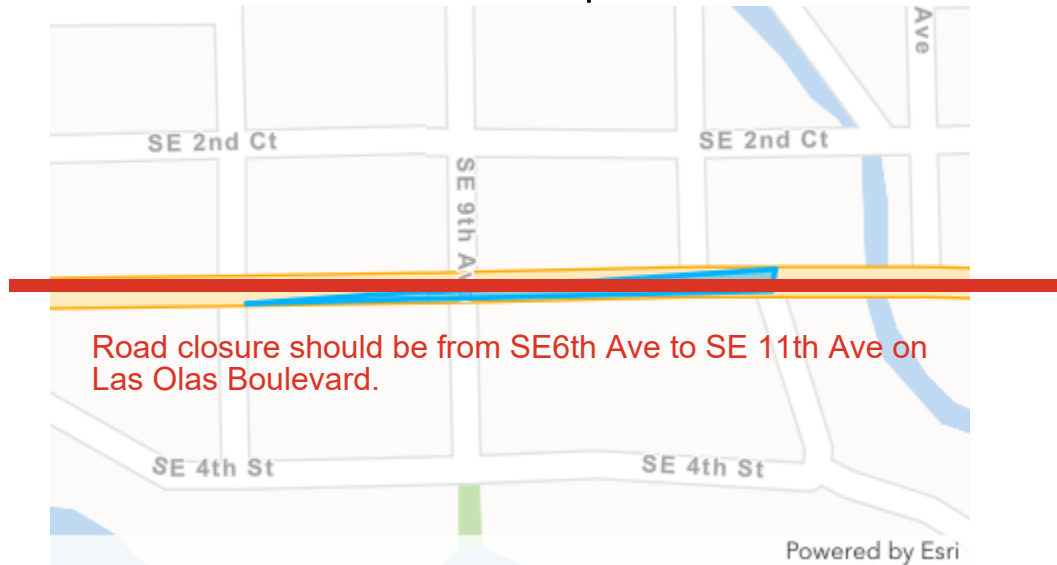 Ave
SE 2nd Ct
SE 2nd Ct
SE 9th Av
Road closure should be from SE6th Ave to SE 11th Ave on
Las Olas Boulevard.
SE 4th St
SE 4th St
Powered by Esri